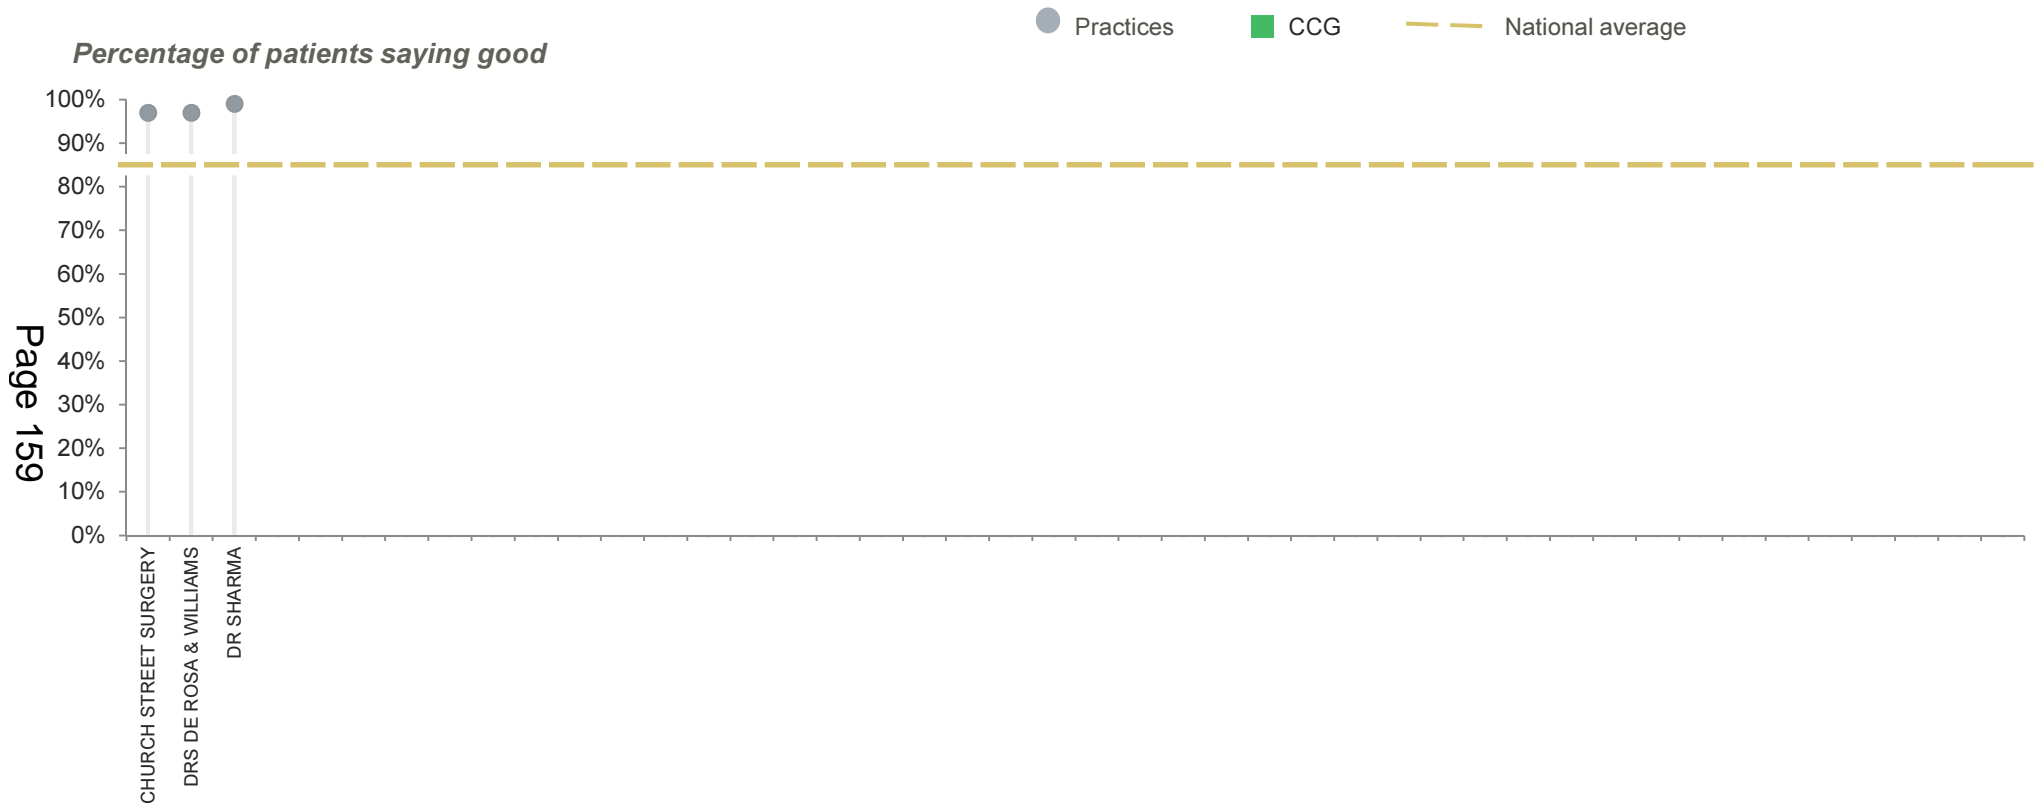 Practices
CCG
National average
Percentage of patients saying good
100%
90%
80%
70%
60%
50%
40%
30%
20%
10%
0%
Page 159
CHURCH STREET SURGERY
DRS DE ROSA & WILLIAMS
DR SHARMA